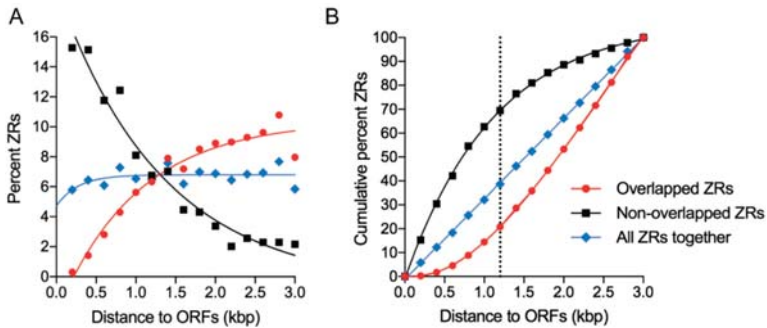 A
Percent ZRs
16
14
12
10
8
6
4
2
0
0.0 0.5 1.0 1.5 2.0 2.5 3.0
Distance to ORFs (kbp)
B
Cumulative percent ZRs
100
90
80
70
60
50
40
30
20
10
0
0.0 0.5 1.0 1.5 2.0 2.5 3.0
Distance to ORFs (kbp)
Overlapped ZRs
Non-overlapped ZRs
All ZRs together